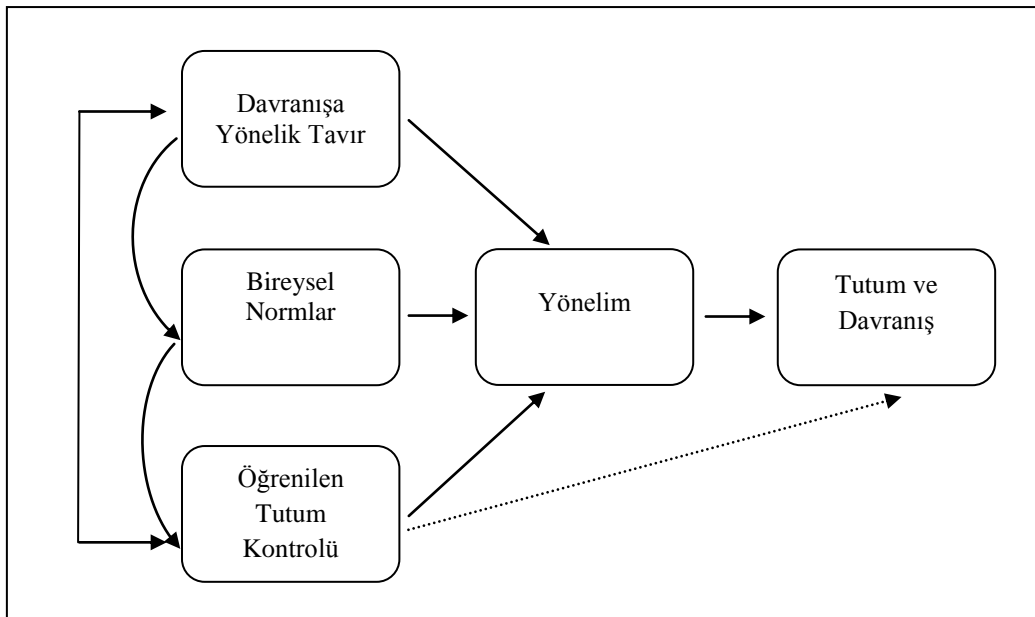 Davranışa
Yönelik Tavır
Bireysel
Normlar
Yönelim
Tutum ve
Davranış
Öğrenilen
Tutum
Kontrolü